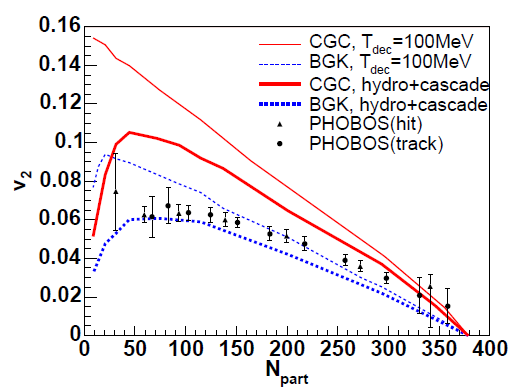 0.16
0.14
0.12
0.1
0.08
0.06
0.04
0.02
0
v2
CGC, Tdec=100MeV
BGK, Tdec=100MeV
CGC, hydro+cascade
BGK, hydro+cascade
PHOBOS(hit)
PHOBOS(track)
0 50 100 150 200 250 300 350 400
Npart